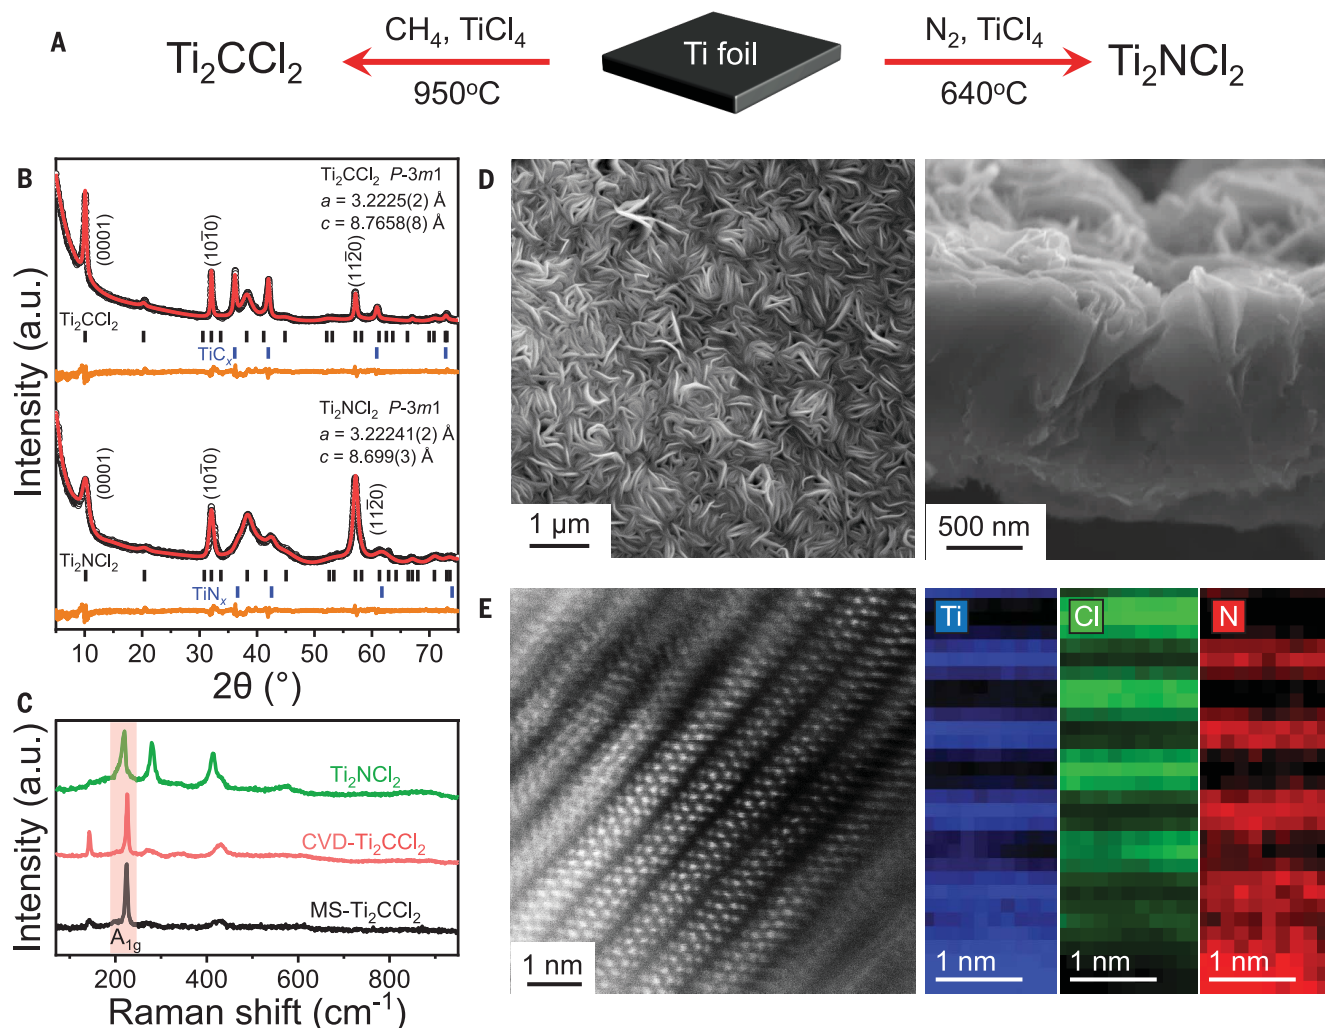 A
Ti₂CCl₂
CH₄, TiCl₄
950°C
Ti foil
N₂, TiCl₄
640°C
Ti₂NCl₂
B
Intensity (a.u.)
Ti₂CCl₂ P-3m1
a = 3.2225(2) Å
c = 8.7658(8) Å
(0001)
(101̄0)
(112̄0)
Ti₂CCl₂
TiCₓ
Ti₂NCl₂ P-3m1
a = 3.22241(2) Å
c = 8.699(3) Å
(0001)
(101̄0)
(112̄0)
Ti₂NCl₂
TiNₓ
10 20 30 40 50 60 70
2θ (°)
C
Intensity (a.u.)
Ti₂NCl₂
CVD-Ti₂CCl₂
MS-Ti₂CCl₂
A₁g
200 400 600 800
Raman shift (cm⁻¹)
D
1 µm
500 nm
E
1 nm
Ti
Cl
N
1 nm
1 nm
1 nm